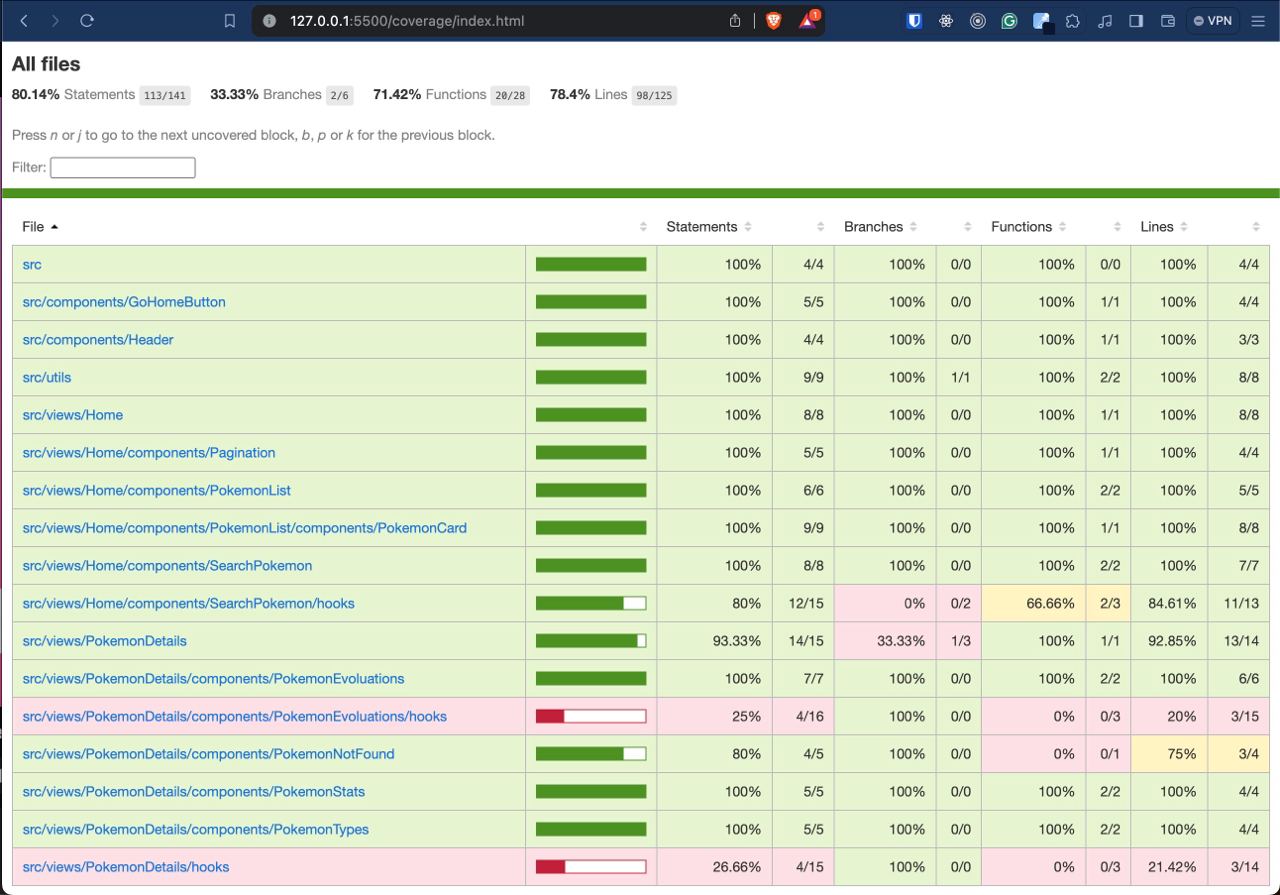 127.0.0.1:5500/coverage/index.html 1 VPN
All files
80.14% Statements 113/141 33.33% Branches 2/6 71.42% Functions 20/28 78.4% Lines 98/125
Press n or j to go to the next uncovered block, b, p or k for the previous block.
Filter:
File Statements Branches Functions Lines
src 100% 4/4 100% 0/0 100% 0/0 100% 4/4
src/components/GoHomeButton 100% 5/5 100% 0/0 100% 1/1 100% 4/4
src/components/Header 100% 4/4 100% 0/0 100% 1/1 100% 3/3
src/utils 100% 9/9 100% 1/1 100% 2/2 100% 8/8
src/views/Home 100% 8/8 100% 0/0 100% 1/1 100% 8/8
src/views/Home/components/Pagination 100% 5/5 100% 0/0 100% 1/1 100% 4/4
src/views/Home/components/PokemonList 100% 6/6 100% 0/0 100% 2/2 100% 5/5
src/views/Home/components/PokemonList/components/PokemonCard 100% 9/9 100% 0/0 100% 1/1 100% 8/8
src/views/Home/components/SearchPokemon 100% 8/8 100% 0/0 100% 2/2 100% 7/7
src/views/Home/components/SearchPokemon/hooks 80% 12/15 0% 0/2 66.66% 2/3 84.61% 11/13
src/views/PokemonDetails 93.33% 14/15 33.33% 1/3 100% 1/1 92.85% 13/14
src/views/PokemonDetails/components/PokemonEvoluations 100% 7/7 100% 0/0 100% 2/2 100% 6/6
src/views/PokemonDetails/components/PokemonEvoluations/hooks 25% 4/16 100% 0/0 0% 0/3 20% 3/15
src/views/PokemonDetails/components/PokemonNotFound 80% 4/5 100% 0/0 0% 0/1 75% 3/4
src/views/PokemonDetails/components/PokemonStats 100% 5/5 100% 0/0 100% 2/2 100% 4/4
src/views/PokemonDetails/components/PokemonTypes 100% 5/5 100% 0/0 100% 2/2 100% 4/4
src/views/PokemonDetails/hooks 26.66% 4/15 100% 0/0 0% 0/3 21.42% 3/14